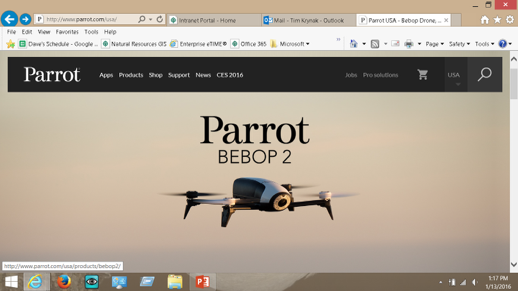 http://www.parrot.com/usa/
Intranet Portal - Home
Mail - Tim Krynak - Outlook
Parrot USA - Bebop Drone, ...
File Edit View Favorites Tools Help
Dave's Schedule - Google ...
Natural Resources GIS
Enterprise eTIME®
Office 365
Microsoft
Page Safety Tools
Parrot
Apps Products Shop Support News CES 2016
Jobs Pro solutions
USA
Parrot
BEBOP 2
http://www.parrot.com/usa/products/bebop2/
1:17 PM
1/13/2016